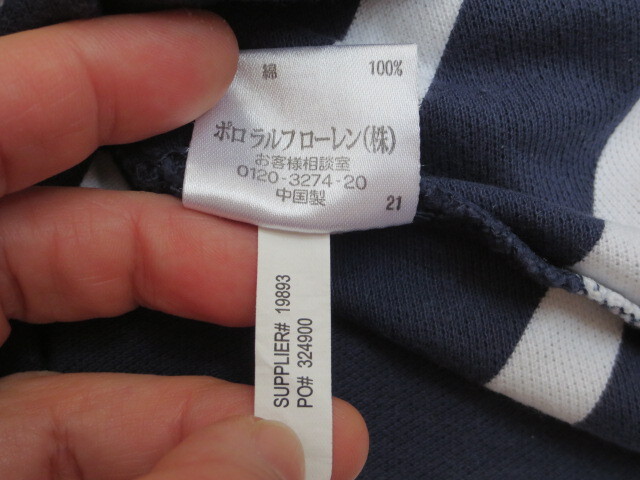 綿 100%
ポロ ラルフ ローレン(株)
お客様相談室
0120-3274-20
中国製
21
SUPPLIER# 19893
PO# 324900